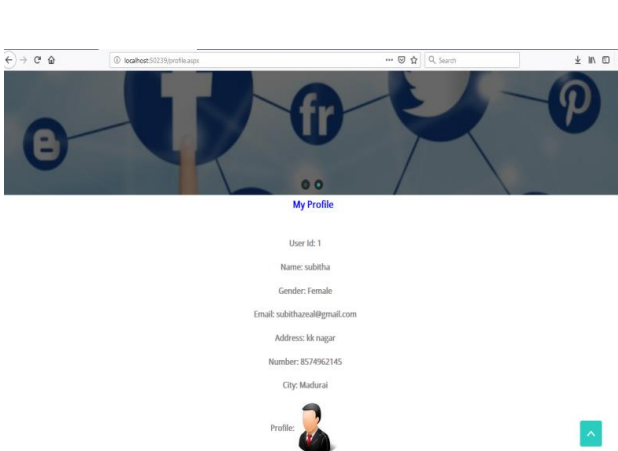 localhost:50239/profile.aspx
Search
fr
My Profile
User Id: 1
Name: subitha
Gender: Female
Email: subithazeal@gmail.com
Address: kk nagar
Number: 8574962145
City: Madurai
Profile: